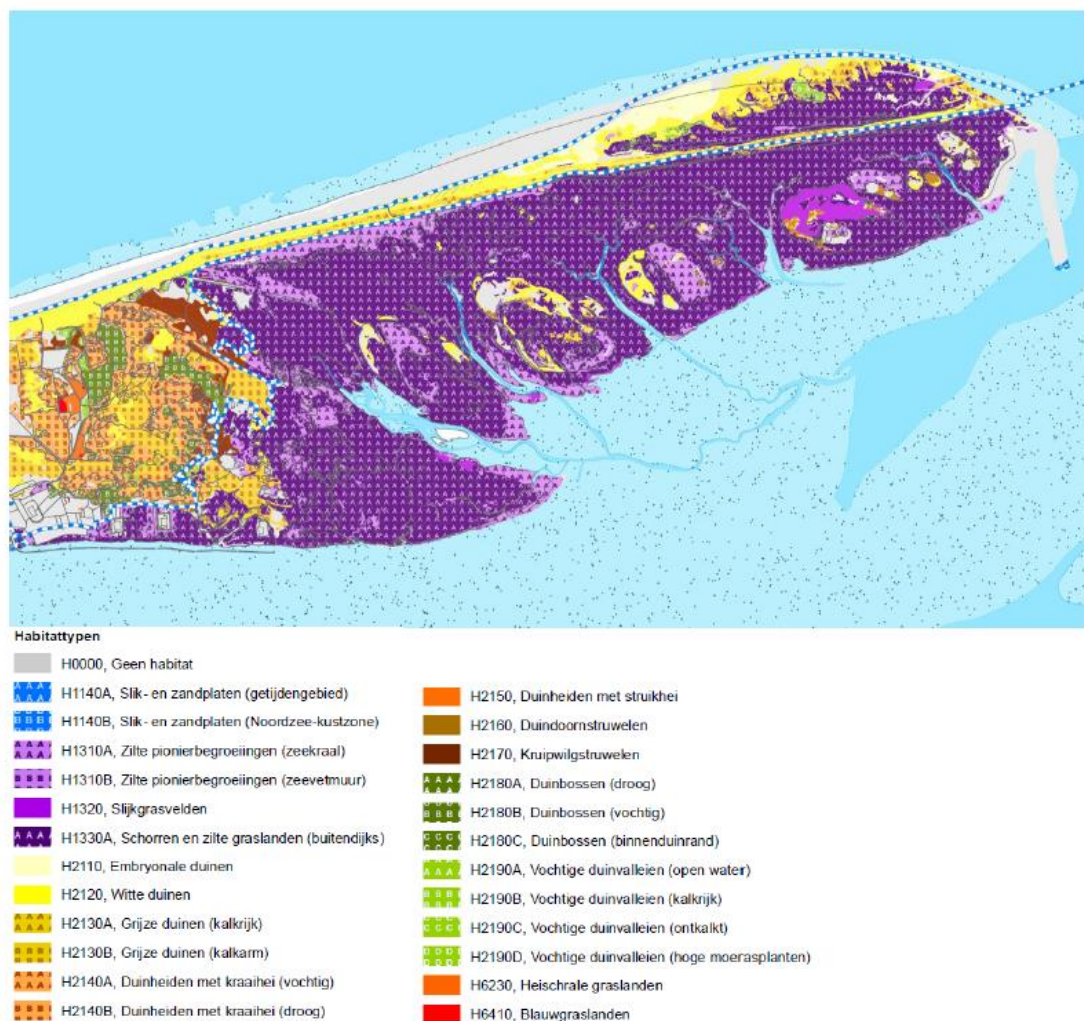 Habitattypen
H0000, Geen habitat
H1140A, Slik- en zandplaten (getijdengebied)
H1140B, Slik- en zandplaten (Noordzee-kustzone)
H1310A, Zilte pionierbegroeiingen (zeekraal)
H1310B, Zilte pionierbegroeiingen (zeevetmuur)
H1320, Slijkgrasvelden
H1330A, Schorren en zilte graslanden (buitendijks)
H2110, Embryonale duinen
H2120, Witte duinen
H2130A, Grijze duinen (kalkrijk)
H2130B, Grijze duinen (kalkarm)
H2140A, Duinheiden met kraaihei (vochtig)
H2140B, Duinheiden met kraaihei (droog)
H2150, Duinheiden met struikhei
H2160, Duindoornstruwelen
H2170, Kruipwilgstruwelen
H2180A, Duinbossen (droog)
H2180B, Duinbossen (vochtig)
H2180C, Duinbossen (binnenduinrand)
H2190A, Vochtige duinvalleien (open water)
H2190B, Vochtige duinvalleien (kalkrijk)
H2190C, Vochtige duinvalleien (ontkalkt)
H2190D, Vochtige duinvalleien (hoge moerasplanten)
H6230, Heischrale graslanden
H6410, Blauwgraslanden